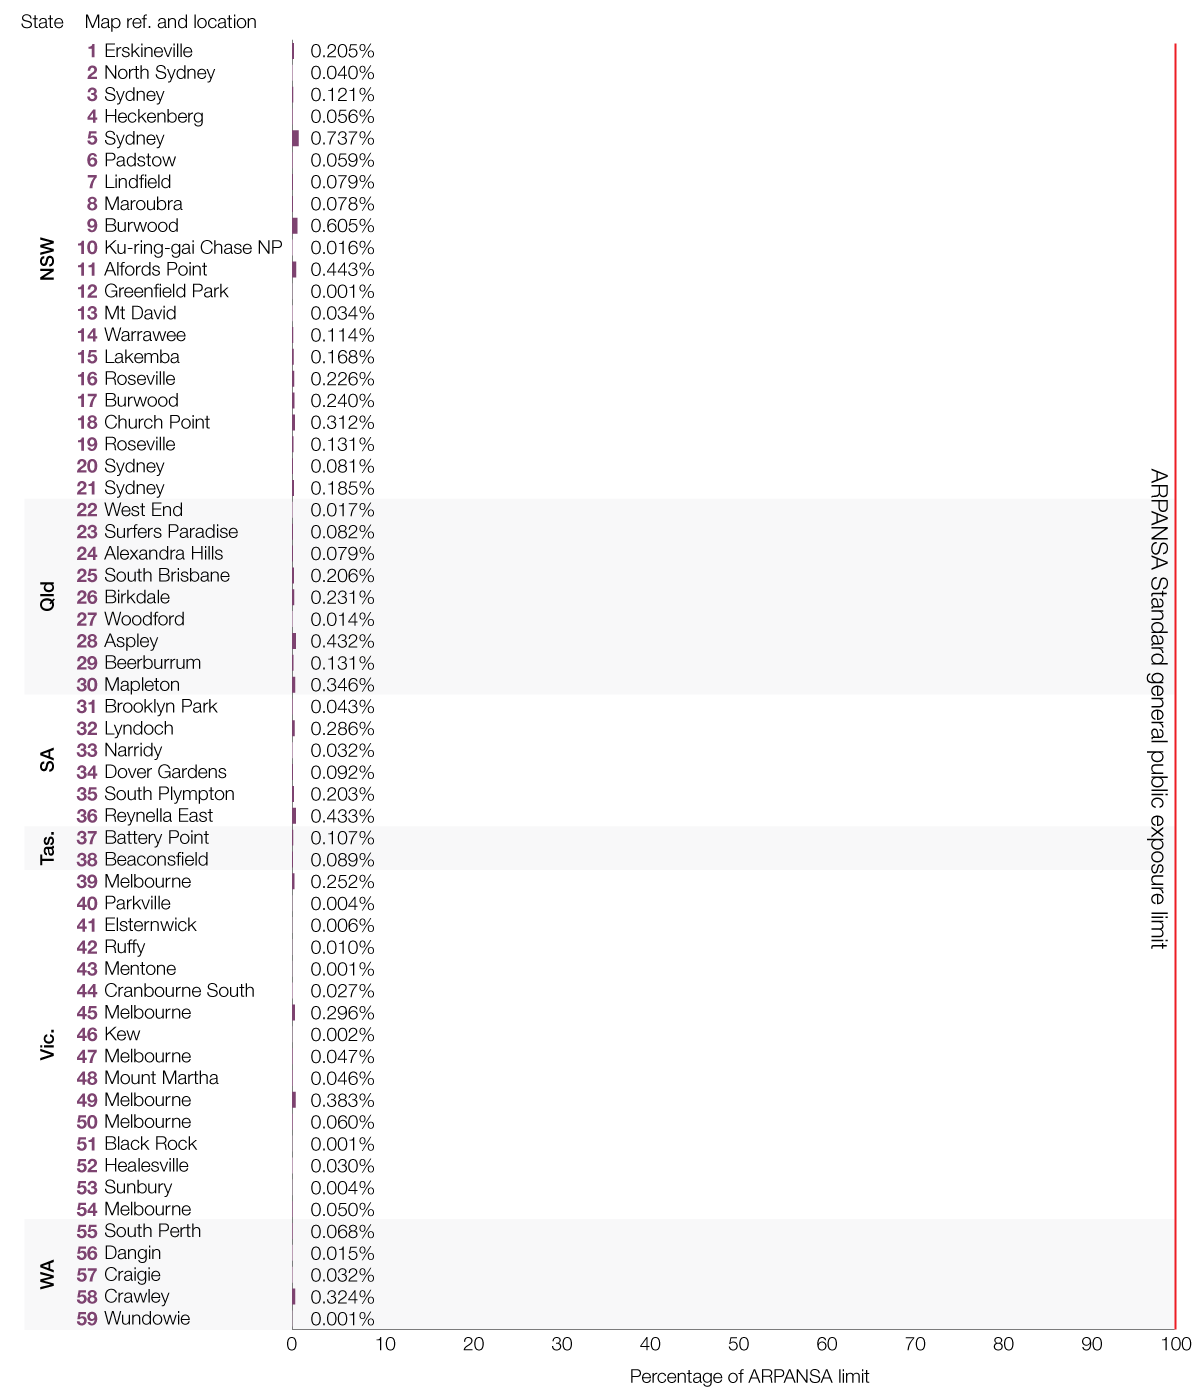 State Map ref. and location
NSW
1 Erskineville 0.205%
2 North Sydney 0.040%
3 Sydney 0.121%
4 Heckenberg 0.056%
5 Sydney 0.737%
6 Padstow 0.059%
7 Lindfield 0.079%
8 Maroubra 0.078%
9 Burwood 0.605%
10 Ku-ring-gai Chase NP 0.016%
11 Alfords Point 0.443%
12 Greenfield Park 0.001%
13 Mt David 0.034%
14 Warrawee 0.114%
15 Lakemba 0.168%
16 Roseville 0.226%
17 Burwood 0.240%
18 Church Point 0.312%
19 Roseville 0.131%
20 Sydney 0.081%
21 Sydney 0.185%
Qld
22 West End 0.017%
23 Surfers Paradise 0.082%
24 Alexandra Hills 0.079%
25 South Brisbane 0.206%
26 Birkdale 0.231%
27 Woodford 0.014%
28 Aspley 0.432%
29 Beerburrum 0.131%
30 Mapleton 0.346%
SA
31 Brooklyn Park 0.043%
32 Lyndoch 0.286%
33 Narridy 0.032%
34 Dover Gardens 0.092%
35 South Plympton 0.203%
36 Reynella East 0.433%
Tas.
37 Battery Point 0.107%
38 Beaconsfield 0.089%
Vic.
39 Melbourne 0.252%
40 Parkville 0.004%
41 Elsternwick 0.006%
42 Ruffy 0.010%
43 Mentone 0.001%
44 Cranbourne South 0.027%
45 Melbourne 0.296%
46 Kew 0.002%
47 Melbourne 0.047%
48 Mount Martha 0.046%
49 Melbourne 0.383%
50 Melbourne 0.060%
51 Black Rock 0.001%
52 Healesville 0.030%
53 Sunbury 0.004%
54 Melbourne 0.050%
WA
55 South Perth 0.068%
56 Dangin 0.015%
57 Craigie 0.032%
58 Crawley 0.324%
59 Wundowie 0.001%
ARPANSA Standard general public exposure limit
0 10 20 30 40 50 60 70 80 90 100
Percentage of ARPANSA limit